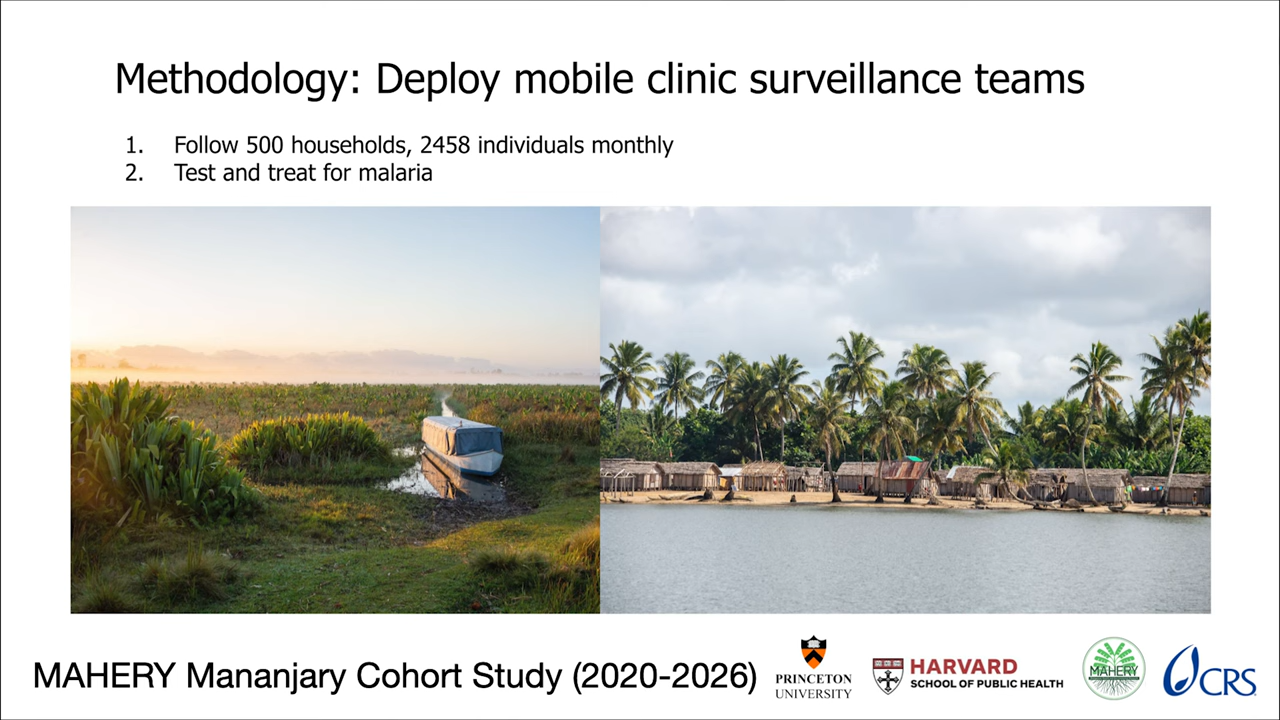 Methodology: Deploy mobile clinic surveillance teams
1. Follow 500 households, 2458 individuals monthly
2. Test and treat for malaria
MAHERY Mananjary Cohort Study (2020-2026)
PRINCETON
UNIVERSITY
HARVARD
SCHOOL OF PUBLIC HEALTH
MAHERY
CRS